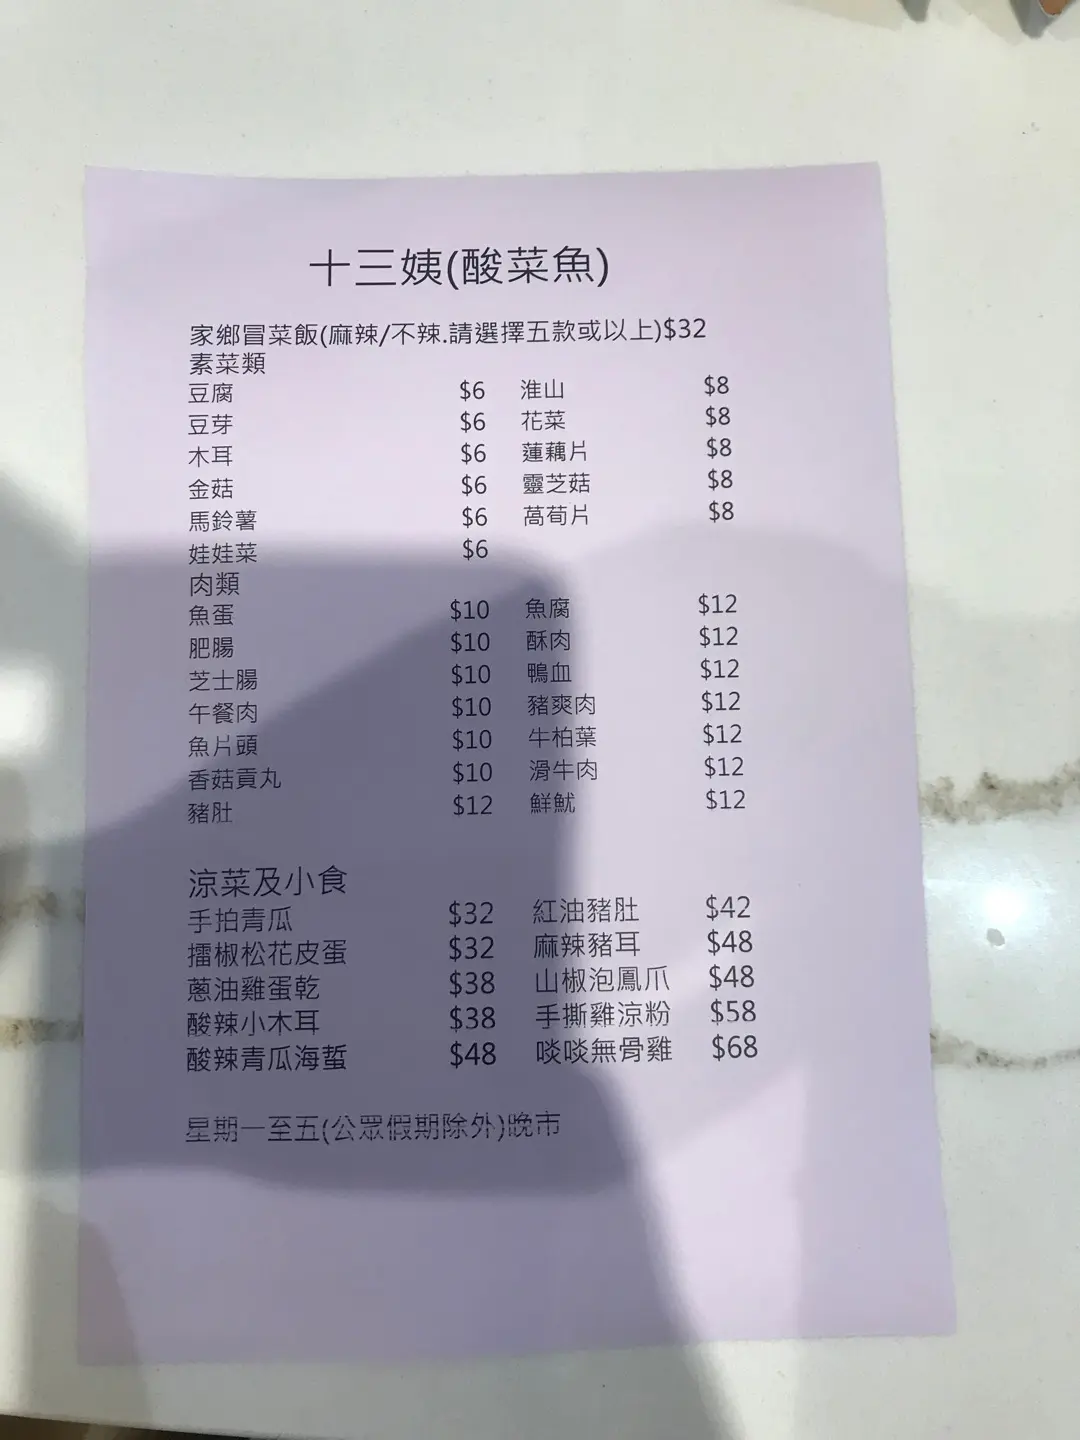 十三姨(酸菜魚)
家鄉冒菜飯(麻辣/不辣.請選擇五款或以上)$32
素菜類
豆腐 $6 淮山 $8
豆芽 $6 花菜 $8
木耳 $6 蓮藕片 $8
金菇 $6 靈芝菇 $8
馬鈴薯 $6 萵荀片 $8
娃娃菜 $6
肉類
魚蛋 $10 魚腐 $12
肥腸 $10 酥肉 $12
芝士腸 $10 鴨血 $12
午餐肉 $10 豬爽肉 $12
魚片頭 $10 牛柏葉 $12
香菇貢丸 $10 滑牛肉 $12
豬肚 $12 鮮魷 $12
涼菜及小食
手拍青瓜 $32 紅油豬肚 $42
擂椒松花皮蛋 $32 麻辣豬耳 $48
蔥油雞蛋乾 $38 山椒泡鳳爪 $48
酸辣小木耳 $38 手撕雞涼粉 $58
酸辣青瓜海蜇 $48 啖啖無骨雞 $68
星期一至五(公眾假期除外)晚市